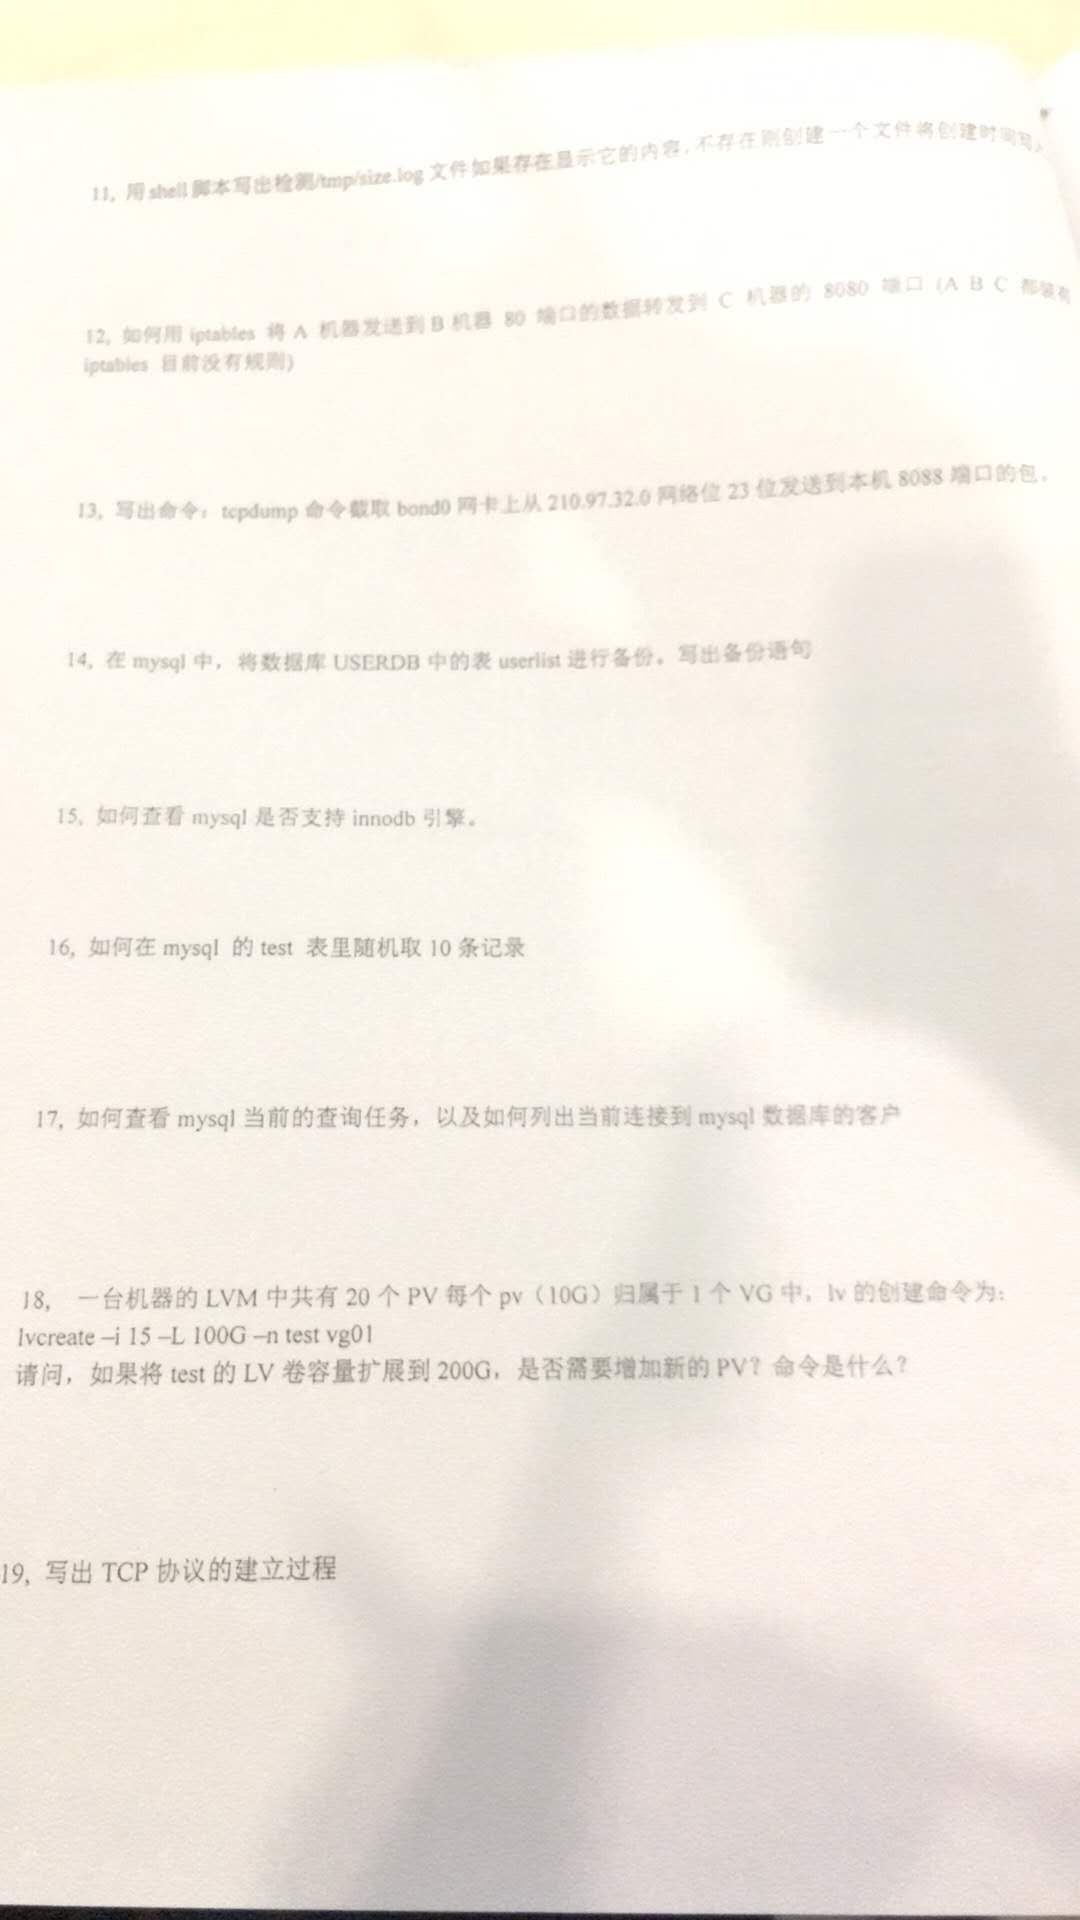 11, 用 shell 脚本写出检测/tmp/size.log 文件如果存在显示它的内容,不存在则创建一个文件将创建时间写
12, 如何用 iptables 将 A 机器发送到 B 机器 80 端口的数据转发到 C 机器的 8080 端口 (A B C 都装有
iptables 目前没有规则)
13, 写出命令：tcpdump 命令截取 bond0 网卡上从 210.97.32.0 网络位 23 位发送到本机 8088 端口的包。
14, 在 mysql 中，将数据库 USERDB 中的表 userlist 进行备份。写出备份语句
15, 如何查看 mysql 是否支持 innodb 引擎。
16, 如何在 mysql 的 test 表里随机取 10 条记录
17, 如何查看 mysql 当前的查询任务，以及如何列出当前连接到 mysql 数据库的客户
18, 一台机器的 LVM 中共有 20 个 PV 每个 pv（10G）归属于 1 个 VG 中，lv 的创建命令为:
lvcreate –i 15 –L 100G –n test vg01
请问，如果将 test 的 LV 卷容量扩展到 200G，是否需要增加新的 PV？命令是什么？
19, 写出 TCP 协议的建立过程